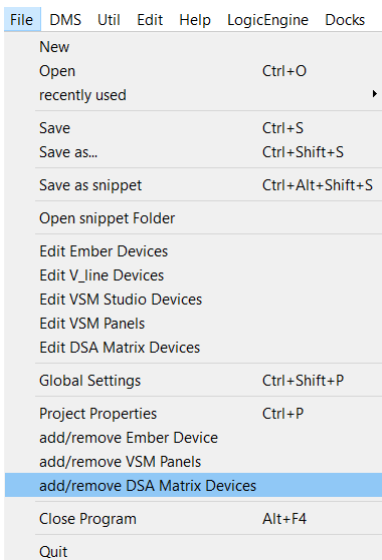 File DMS Util Edit Help LogicEngine Docks
New
Open Ctrl+O
recently used
Save Ctrl+S
Save as... Ctrl+Shift+S
Save as snippet Ctrl+Alt+Shift+S
Open snippet Folder
Edit Ember Devices
Edit V_line Devices
Edit VSM Studio Devices
Edit VSM Panels
Edit DSA Matrix Devices
Global Settings Ctrl+Shift+P
Project Properties Ctrl+P
add/remove Ember Device
add/remove VSM Panels
add/remove DSA Matrix Devices
Close Program Alt+F4
Quit